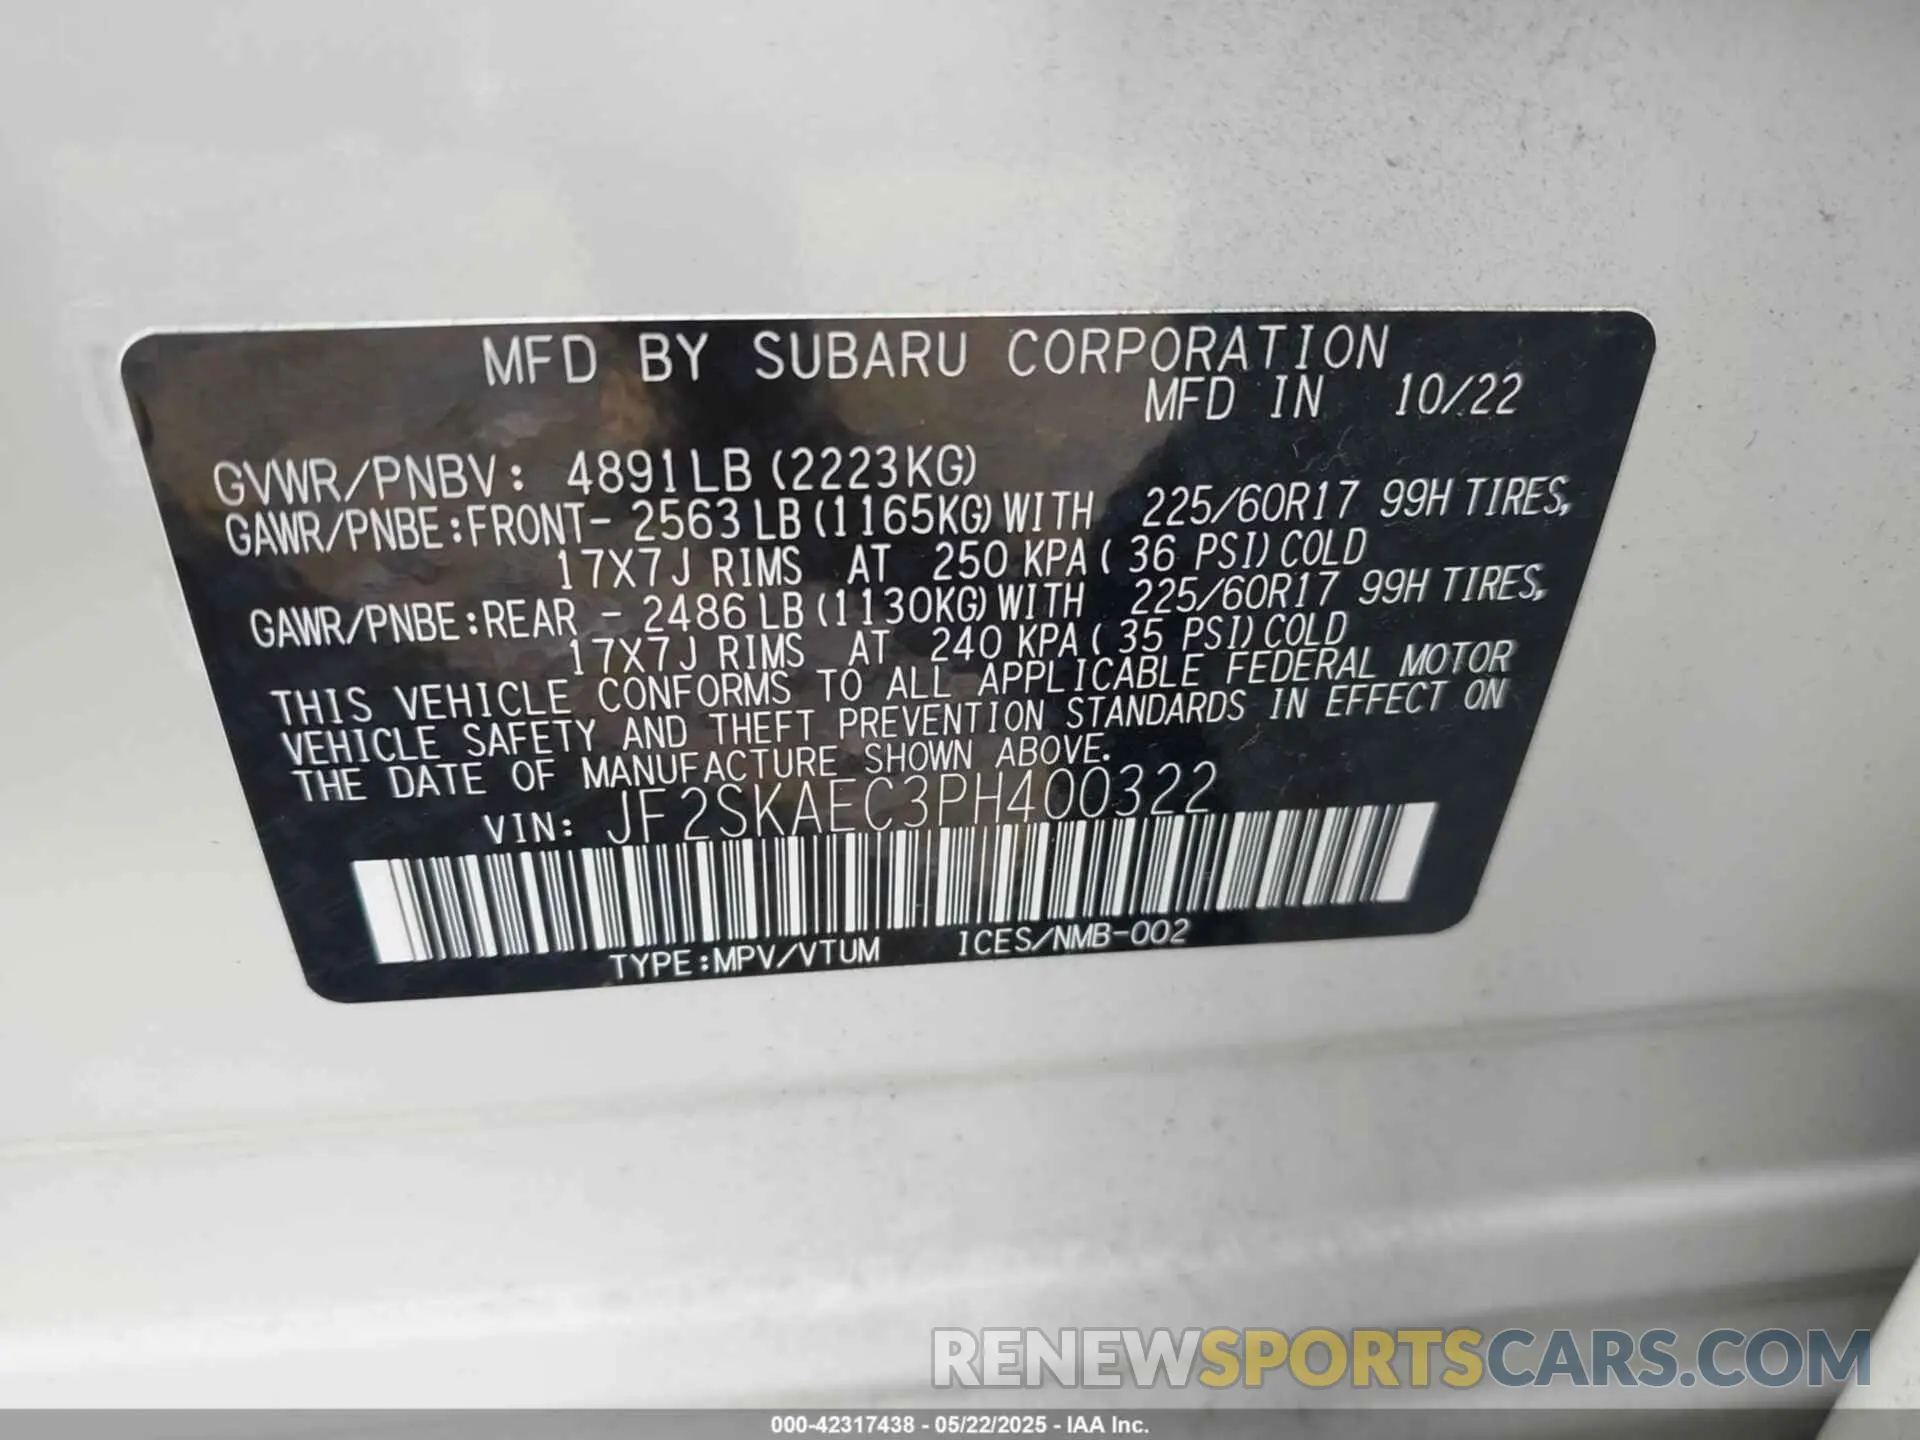 MFD BY SUBARU CORPORATION
MFD IN 10/22
GVWR/PNBV: 4891LB (2223KG)
GAWR/PNBE:FRONT- 2563LB(1165KG)WITH 225/60R17 99H TIRES,
17X7J RIMS AT 250 KPA( 36 PSI)COLD
GAWR/PNBE:REAR - 2486LB(1130KG)WITH 225/60R17 99H TIRES,
17X7J RIMS AT 240 KPA( 35 PSI)COLD
THIS VEHICLE CONFORMS TO ALL APPLICABLE FEDERAL MOTOR
VEHICLE SAFETY AND THEFT PREVENTION STANDARDS IN EFFECT ON
THE DATE OF MANUFACTURE SHOWN ABOVE.
VIN: JF2SKAEC3PH400322
TYPE:MPV/VTUM ICES/NMB-002
RENEWSPORTSCARS.COM
000-42317438 - 05/22/2025 - IAA Inc.